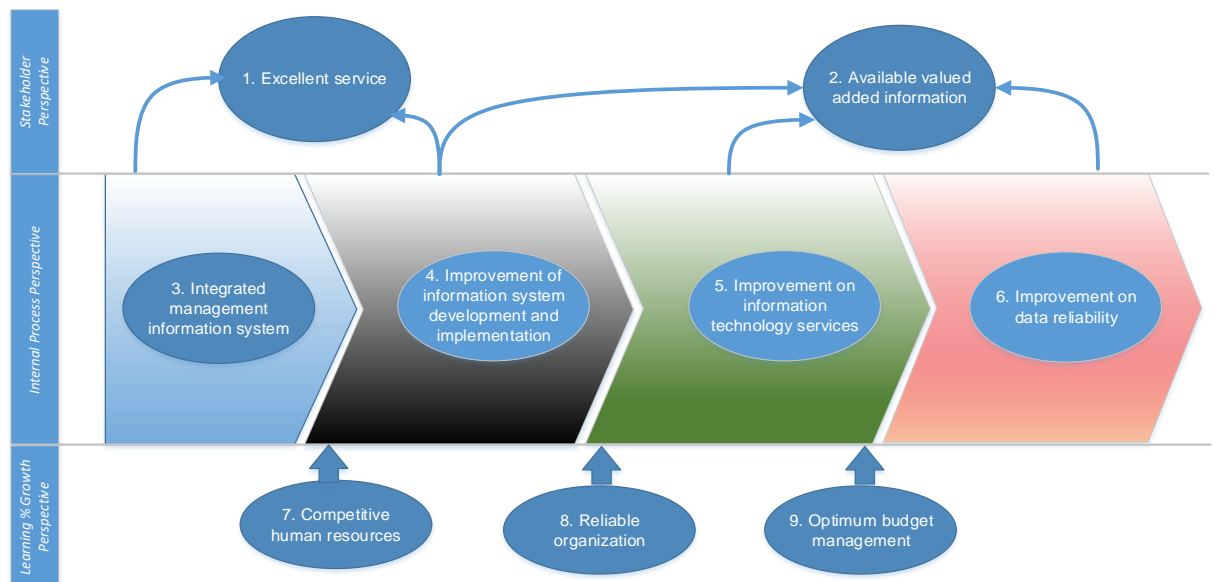 Stakeholder
Perspective
1. Excellent
service
2. Available valued
added information
Internal Process Perspective
3. Integrated
management
information system
4. Improvement of
information system
development and
implementation
5. Improvement on
information
technology services
6. Improvement on
data reliability
Learning % Growth
Perspective
7. Competitive
human resources
8. Reliable
organization
9. Optimum budget
management